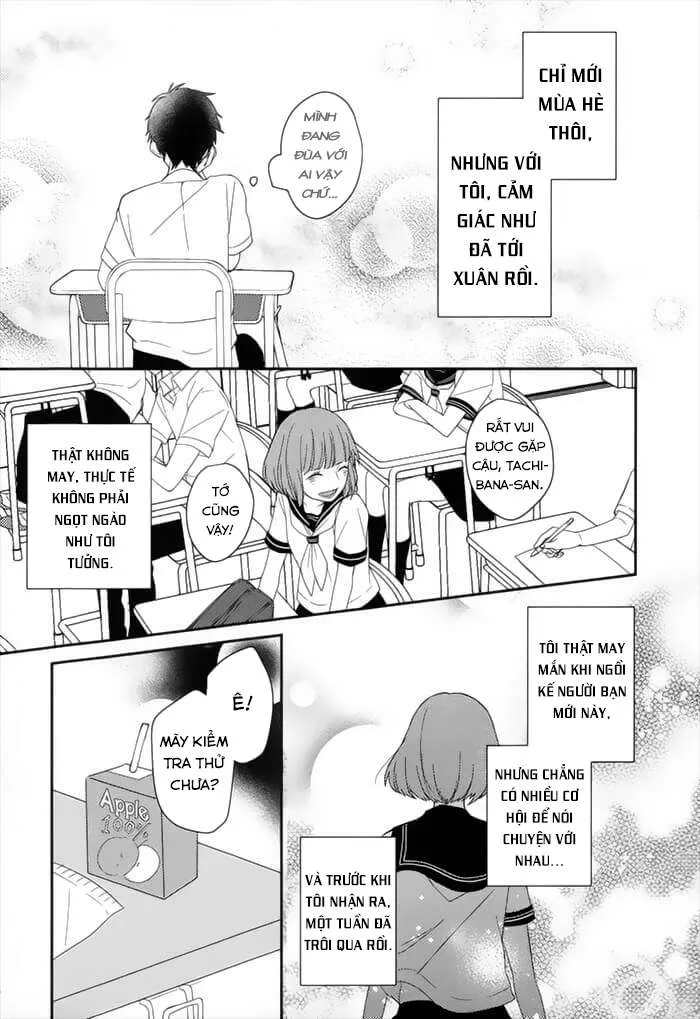 CHỈ MỚI
MÙA HÈ
THÔI,
NHƯNG VỚI
TÔI, CẢM
GIÁC NHƯ
ĐÃ TỚI
XUÂN RỒI.
MÌNH
ĐANG
ĐÙA VỚI
AI VẬY
CHỨ...
RẤT VUI
ĐƯỢC GẶP
CẬU, TACHI-
BANA-SAN.
TỚ
CŨNG
VẬY!
THẬT KHÔNG
MAY, THỰC TẾ
KHÔNG PHẢI
NGỌT NGÀO
NHƯ TÔI
TƯỞNG.
TÔI THẬT MAY
MẮN KHI NGỒI
KẾ NGƯỜI BẠN
MỚI NÀY,
NHƯNG CHẲNG
CÓ NHIỀU CƠ
HỘI ĐỂ NÓI
CHUYỆN VỚI
NHAU...
VÀ TRƯỚC KHI
TÔI NHẬN RA,
MỘT TUẦN ĐÃ
TRÔI QUA RỒI.
Ê!
MÀY KIỂM
TRA THỬ
CHƯA?
Apple
100%